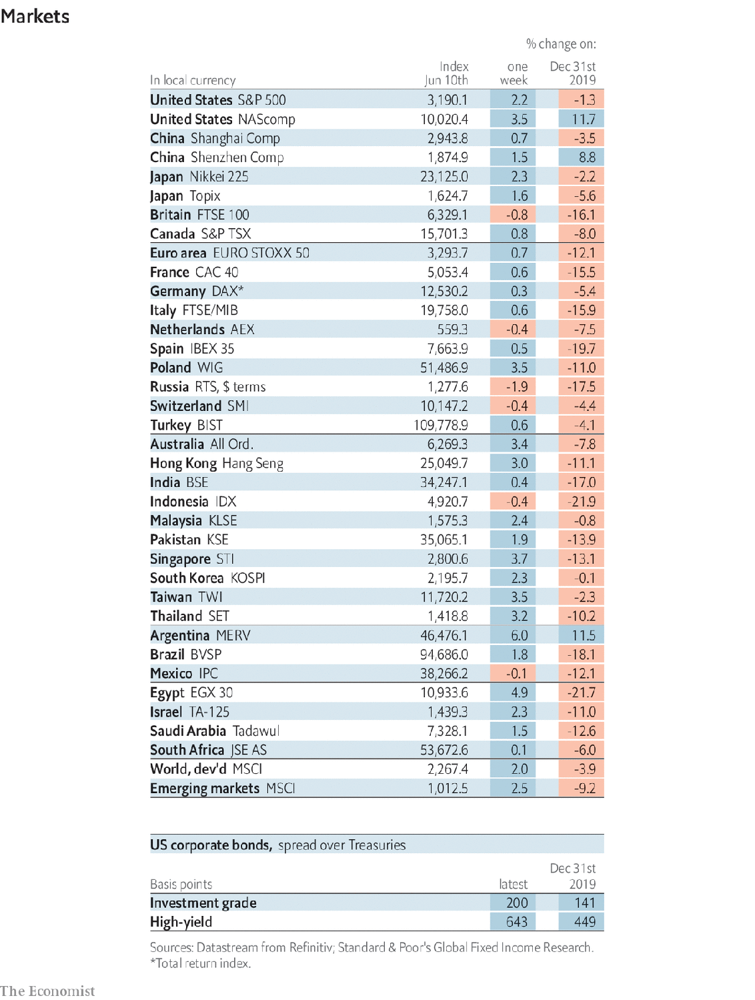 Markets
% change on:
Index one Dec 31st
In local currency Jun 10th week 2019
United States S&P 500 3,190.1 2.2 -1.3
United States NAScomp 10,020.4 3.5 11.7
China Shanghai Comp 2,943.8 0.7 -3.5
China Shenzhen Comp 1,874.9 1.5 8.8
Japan Nikkei 225 23,125.0 2.3 -2.2
Japan Topix 1,624.7 1.6 -5.6
Britain FTSE 100 6,329.1 -0.8 -16.1
Canada S&P TSX 15,701.3 0.8 -8.0
Euro area EURO STOXX 50 3,293.7 0.7 -12.1
France CAC 40 5,053.4 0.6 -15.5
Germany DAX* 12,530.2 0.3 -5.4
Italy FTSE/MIB 19,758.0 0.6 -15.9
Netherlands AEX 559.3 -0.4 -7.5
Spain IBEX 35 7,663.9 0.5 -19.7
Poland WIG 51,486.9 3.5 -11.0
Russia RTS, $ terms 1,277.6 -1.9 -17.5
Switzerland SMI 10,147.2 -0.4 -4.4
Turkey BIST 109,778.9 0.6 -4.1
Australia All Ord. 6,269.3 3.4 -7.8
Hong Kong Hang Seng 25,049.7 3.0 -11.1
India BSE 34,247.1 0.4 -17.0
Indonesia IDX 4,920.7 -0.4 -21.9
Malaysia KLSE 1,575.3 2.4 -0.8
Pakistan KSE 35,065.1 1.9 -13.9
Singapore STI 2,800.6 3.7 -13.1
South Korea KOSPI 2,195.7 2.3 -0.1
Taiwan TWI 11,720.2 3.5 -2.3
Thailand SET 1,418.8 3.2 -10.2
Argentina MERV 46,476.1 6.0 11.5
Brazil BVSP 94,686.0 1.8 -18.1
Mexico IPC 38,266.2 -0.1 -12.1
Egypt EGX 30 10,933.6 4.9 -21.7
Israel TA-125 1,439.3 2.3 -11.0
Saudi Arabia Tadawul 7,328.1 1.5 -12.6
South Africa JSE AS 53,672.6 0.1 -6.0
World, dev'd MSCI 2,267.4 2.0 -3.9
Emerging markets MSCI 1,012.5 2.5 -9.2
US corporate bonds, spread over Treasuries
Dec 31st
Basis points latest 2019
Investment grade 200 141
High-yield 643 449
Sources: Datastream from Refinitiv; Standard & Poor's Global Fixed Income Research.
*Total return index.
The Economist